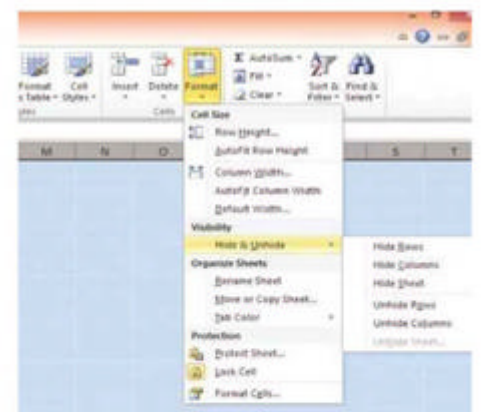 Format
s Table
Cell
Styles
Insert
Delete
Format
Σ AutoSum
Fill
Clear
Sort &
Filter
Find &
Select
Cells
Cell Size
Row Height...
AutoFit Row Height
Column Width...
AutoFit Column Width
Default Width...
Visibility
Hide & Unhide
Organize Sheets
Rename Sheet
Move or Copy Sheet...
Tab Color
Protection
Protect Sheet...
Lock Cell
Format Cells...
Hide Rows
Hide Columns
Hide Sheet
Unhide Rows
Unhide Columns
Unhide Sheet...
M N O S T